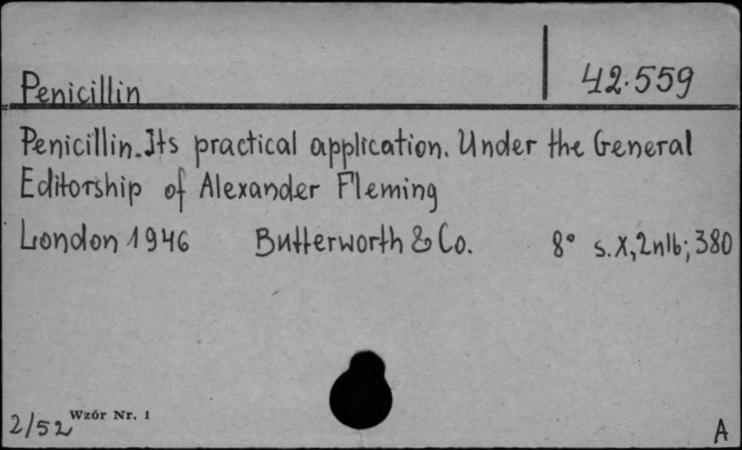 Penicillin 42.559
Penicillin. Its practical application. Under the General
Editorship of Alexander Fleming
London 1946 Butterworth & Co. 8° s. X, 2nlb; 380
2/52 Wzór Nr. 1 A